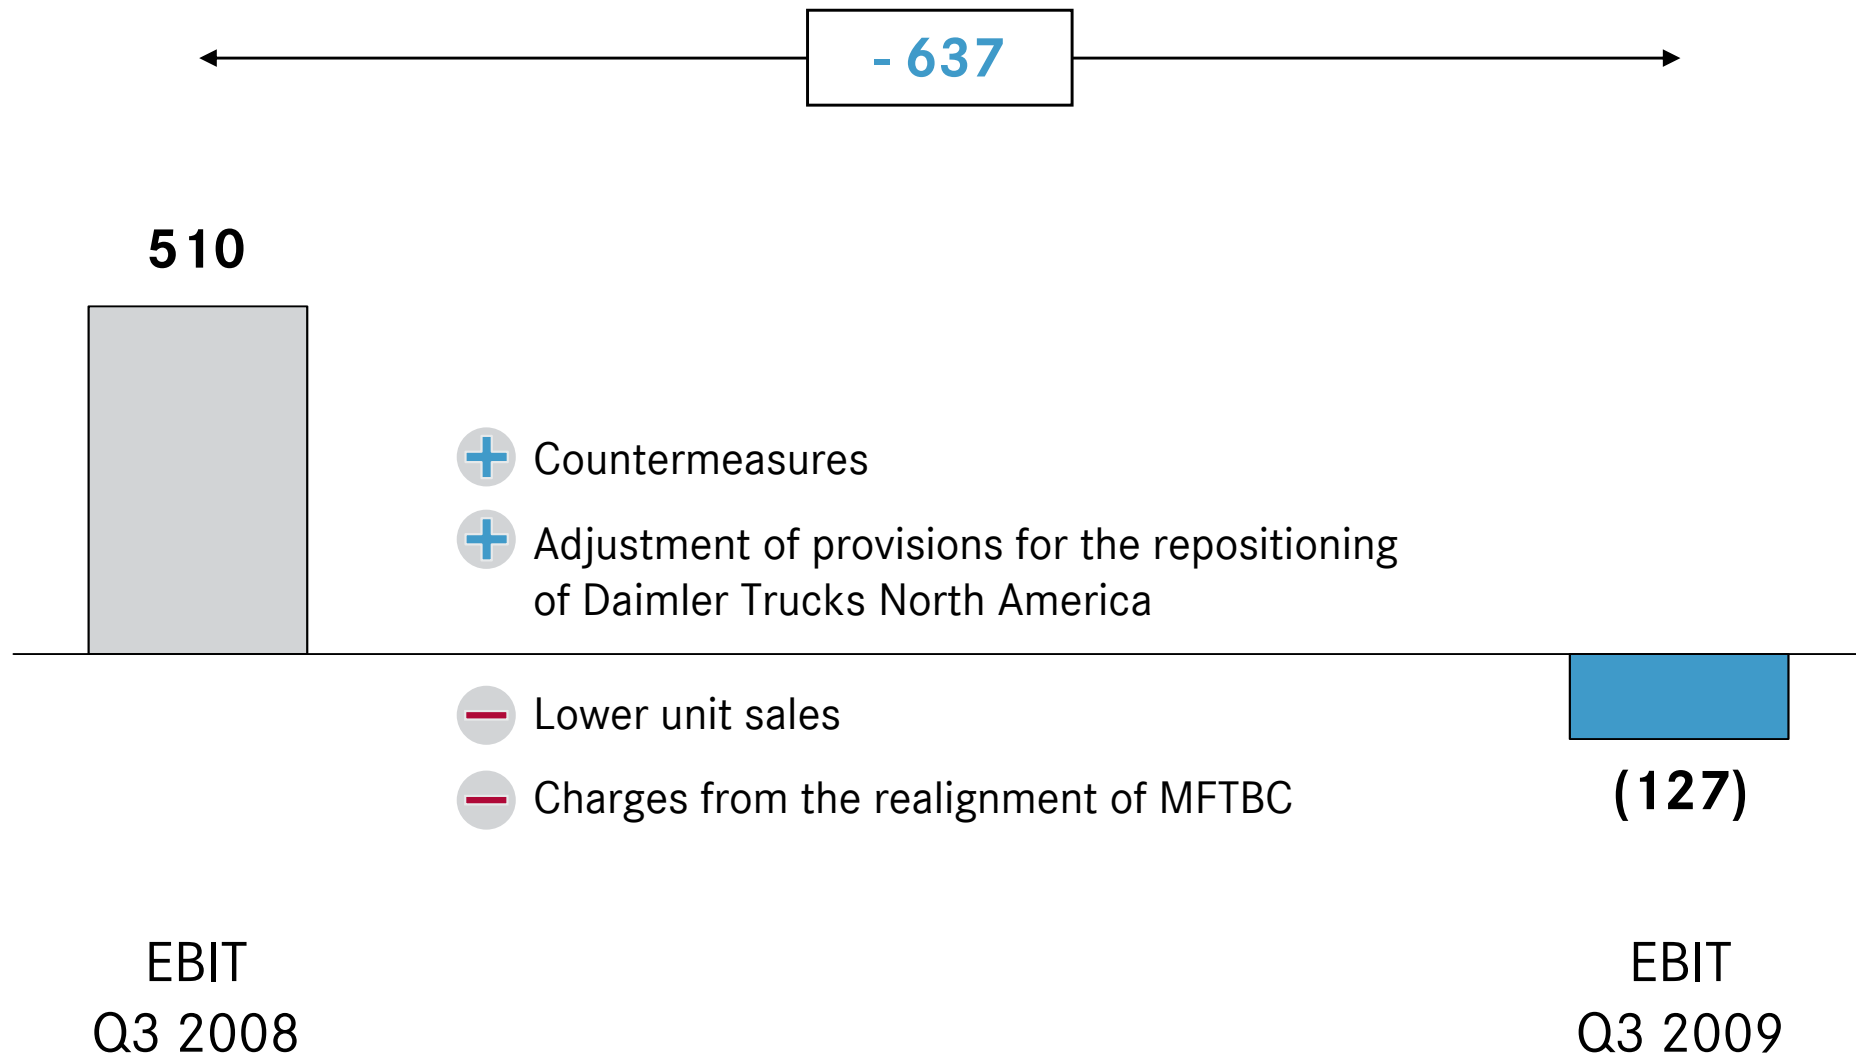 - 637
510
Countermeasures
Adjustment of provisions for the repositioning
of Daimler Trucks North America
Lower unit sales
Charges from the realignment of MFTBC
(127)
EBIT
Q3 2008
EBIT
Q3 2009